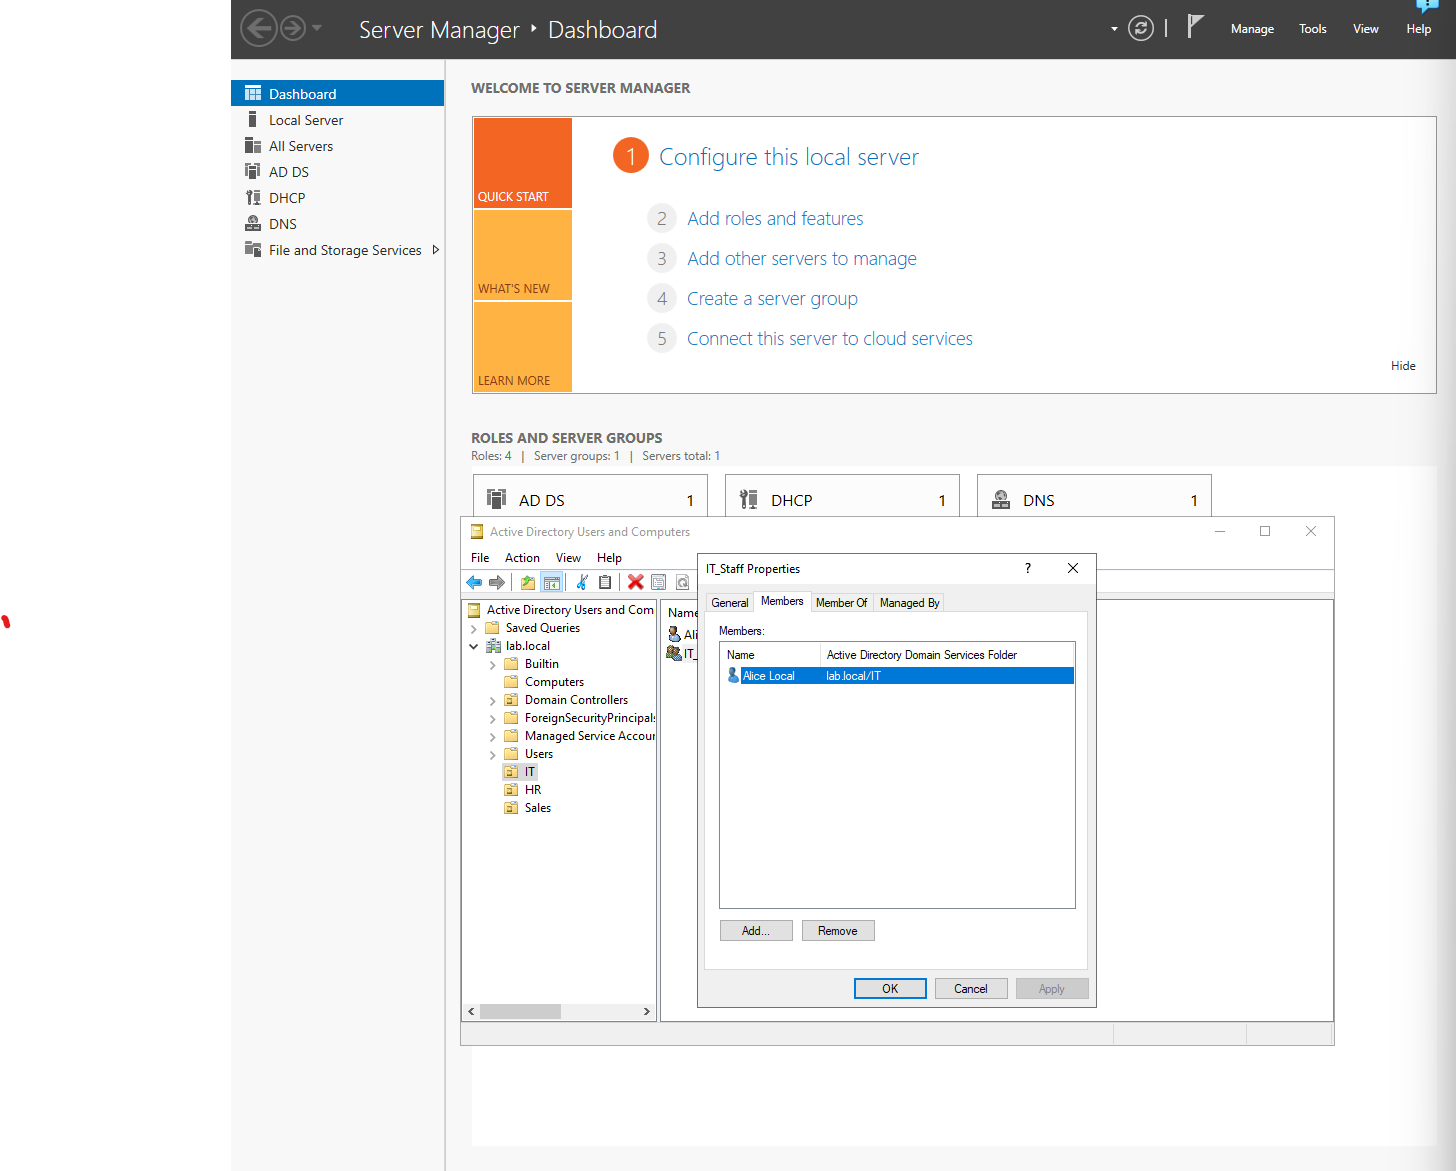 Server Manager ‣ Dashboard
Manage Tools View Help
Dashboard
Local Server
All Servers
AD DS
DHCP
DNS
File and Storage Services
WELCOME TO SERVER MANAGER
QUICK START
WHAT'S NEW
LEARN MORE
1 Configure this local server
2 Add roles and features
3 Add other servers to manage
4 Create a server group
5 Connect this server to cloud services
Hide
ROLES AND SERVER GROUPS
Roles: 4 | Server groups: 1 | Servers total: 1
AD DS 1
DHCP 1
DNS 1
Active Directory Users and Computers
File Action View Help
Active Directory Users and Com
Saved Queries
lab.local
Builtin
Computers
Domain Controllers
ForeignSecurityPrincipals
Managed Service Accour
Users
IT
HR
Sales
Name
Ali
IT_
IT_Staff Properties
?
General Members Member Of Managed By
Members:
Name Active Directory Domain Services Folder
Alice Local lab.local/IT
Add... Remove
OK Cancel Apply